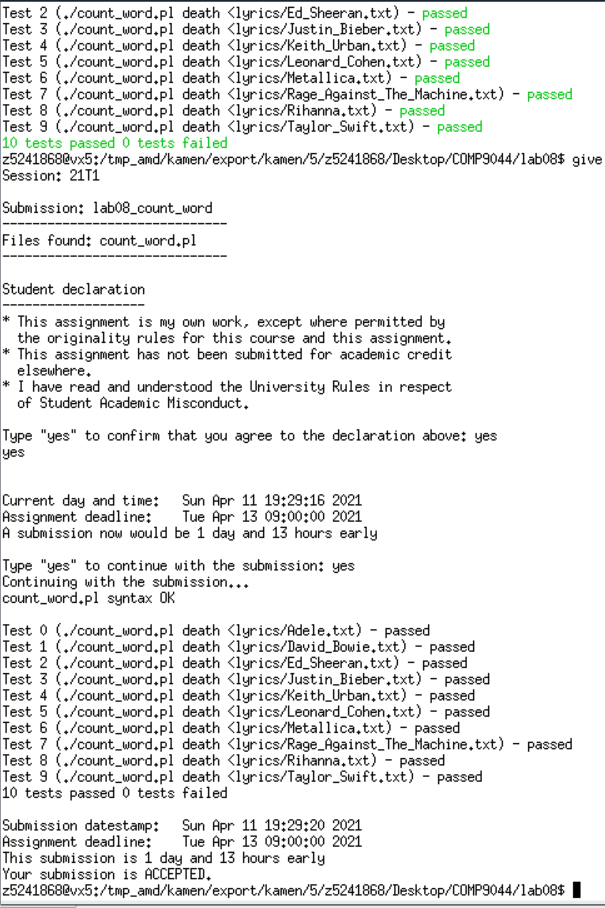 Test 2 (./count_word.pl death <lyrics/Ed_Sheeran.txt) - passed
Test 3 (./count_word.pl death <lyrics/Justin_Bieber.txt) - passed
Test 4 (./count_word.pl death <lyrics/Keith_Urban.txt) - passed
Test 5 (./count_word.pl death <lyrics/Leonard_Cohen.txt) - passed
Test 6 (./count_word.pl death <lyrics/Metallica.txt) - passed
Test 7 (./count_word.pl death <lyrics/Rage_Against_The_Machine.txt) - passed
Test 8 (./count_word.pl death <lyrics/Rihanna.txt) - passed
Test 9 (./count_word.pl death <lyrics/Taylor_Swift.txt) - passed
10 tests passed 0 tests failed
z5241868@vx5:/tmp_amd/kamen/export/kamen/5/z5241868/Desktop/COMP9044/lab08$ give
Session: 21T1
Submission: lab08_count_word
----------------------------
Files found: count_word.pl
----------------------------
Student declaration
------------------
* This assignment is my own work, except where permitted by
the originality rules for this course and this assignment.
* This assignment has not been submitted for academic credit
elsewhere.
* I have read and understood the University Rules in respect
of Student Academic Misconduct.
Type "yes" to confirm that you agree to the declaration above: yes
yes
Current day and time:   Sun Apr 11 19:29:16 2021
Assignment deadline:    Tue Apr 13 09:00:00 2021
A submission now would be 1 day and 13 hours early
Type "yes" to continue with the submission: yes
Continuing with the submission...
count_word.pl syntax OK
Test 0 (./count_word.pl death <lyrics/Adele.txt) - passed
Test 1 (./count_word.pl death <lyrics/David_Bowie.txt) - passed
Test 2 (./count_word.pl death <lyrics/Ed_Sheeran.txt) - passed
Test 3 (./count_word.pl death <lyrics/Justin_Bieber.txt) - passed
Test 4 (./count_word.pl death <lyrics/Keith_Urban.txt) - passed
Test 5 (./count_word.pl death <lyrics/Leonard_Cohen.txt) - passed
Test 6 (./count_word.pl death <lyrics/Metallica.txt) - passed
Test 7 (./count_word.pl death <lyrics/Rage_Against_The_Machine.txt) - passed
Test 8 (./count_word.pl death <lyrics/Rihanna.txt) - passed
Test 9 (./count_word.pl death <lyrics/Taylor_Swift.txt) - passed
10 tests passed 0 tests failed
Submission datestamp:   Sun Apr 11 19:29:20 2021
Assignment deadline:    Tue Apr 13 09:00:00 2021
This submission is 1 day and 13 hours early
Your submission is ACCEPTED.
z5241868@vx5:/tmp_amd/kamen/export/kamen/5/z5241868/Desktop/COMP9044/lab08$